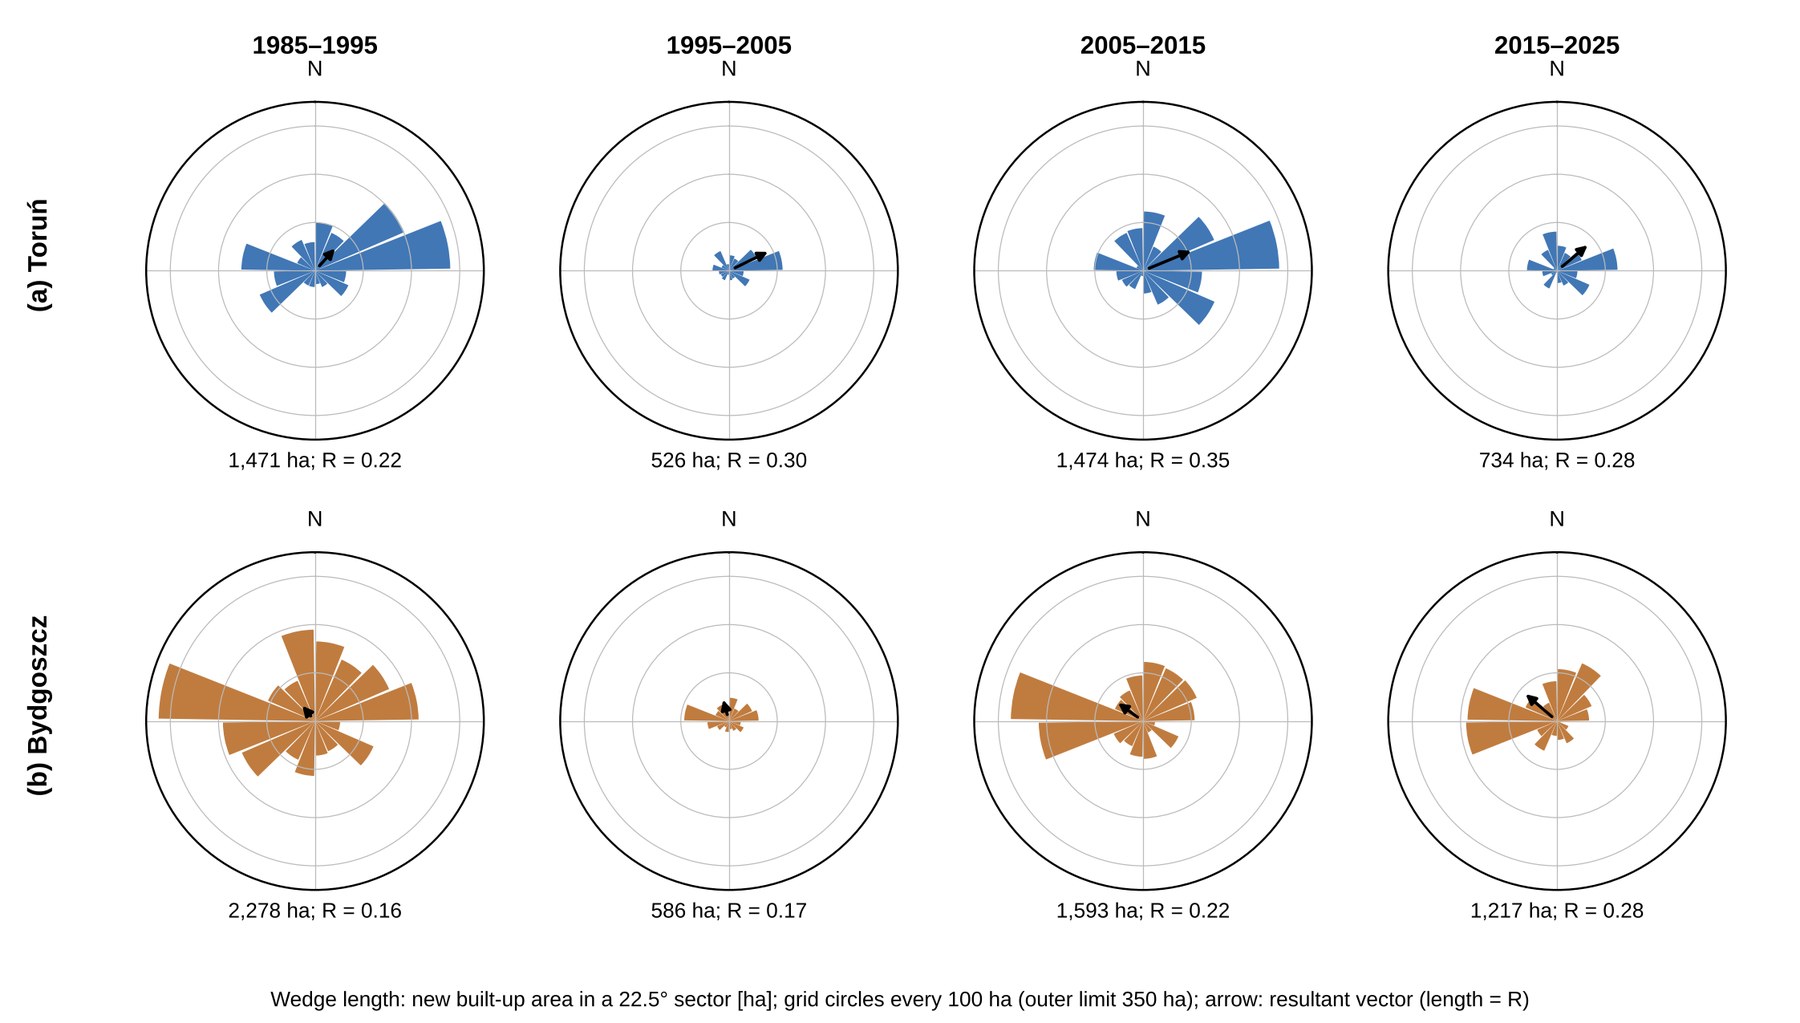 1985–1995
1995–2005
2005–2015
2015–2025
N
N
N
N
(a) Toruń
1,471 ha; R = 0.22
526 ha; R = 0.30
1,474 ha; R = 0.35
734 ha; R = 0.28
N
N
N
N
(b) Bydgoszcz
2,278 ha; R = 0.16
586 ha; R = 0.17
1,593 ha; R = 0.22
1,217 ha; R = 0.28
Wedge length: new built-up area in a 22.5° sector [ha]; grid circles every 100 ha (outer limit 350 ha); arrow: resultant vector (length = R)